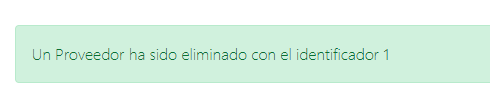 Un Proveedor ha sido eliminado con el identificador 1